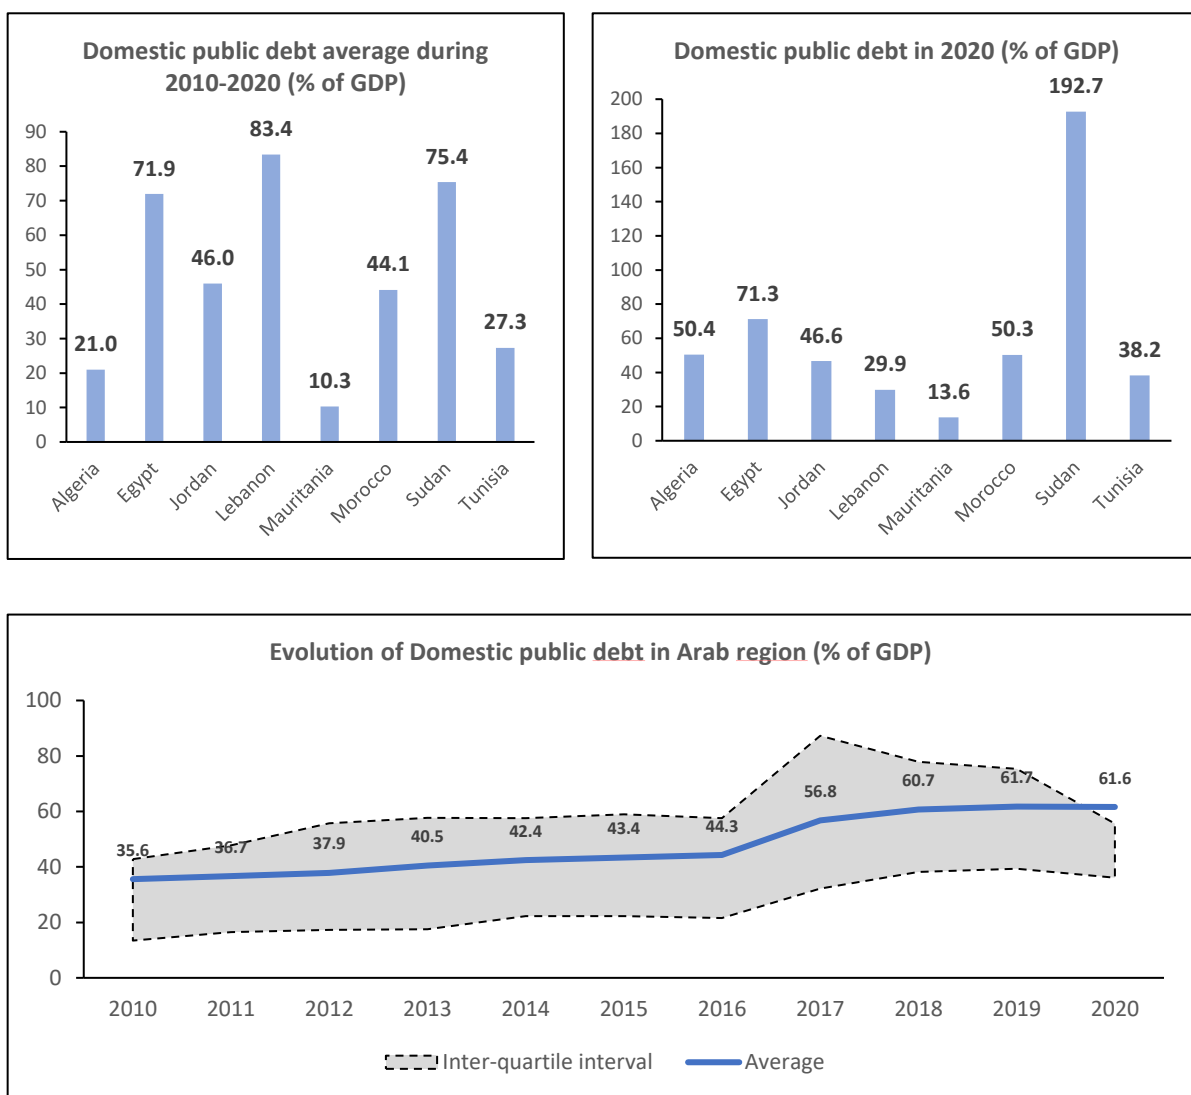 Domestic public debt average during
2010-2020 (% of GDP)
90
80
70
60
50
40
30
20
10
0
21.0
71.9
46.0
83.4
10.3
44.1
75.4
27.3
Algeria
Egypt
Jordan
Lebanon
Mauritania
Morocco
Sudan
Tunisia
Domestic public debt in 2020 (% of GDP)
200
180
160
140
120
100
80
60
40
20
0
50.4
71.3
46.6
29.9
13.6
50.3
192.7
38.2
Algeria
Egypt
Jordan
Lebanon
Mauritania
Morocco
Sudan
Tunisia
Evolution of Domestic public debt in Arab region (% of GDP)
100
80
60
40
20
0
35.6
36.7
37.9
40.5
42.4
43.4
44.3
56.8
60.7
61.7
61.6
2010 2011 2012 2013 2014 2015 2016 2017 2018 2019 2020
Inter-quartile interval Average